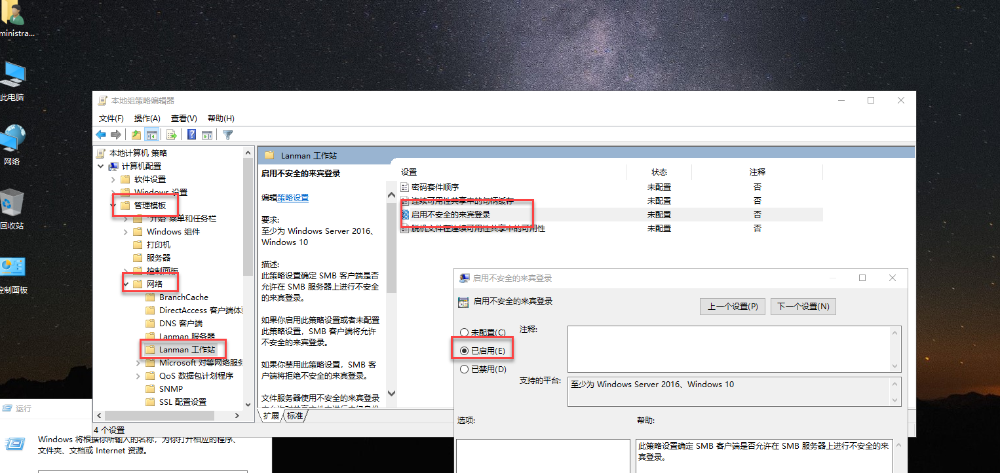 ministra...
此电脑
网络
回收站
控制面板
本地组策略编辑器
文件(F) 操作(A) 查看(V) 帮助(H)
本地计算机 策略
计算机配置
软件设置
Windows 设置
管理模板
"开始"菜单和任务栏
Windows 组件
打印机
服务器
控制面板
网络
BranchCache
DirectAccess 客户端体
DNS 客户端
Lanman 服务器
Lanman 工作站
Microsoft 对等网络服务
QoS 数据包计划程序
SNMP
SSL 配置设置
4 个设置
Lanman 工作站
启用不安全的来宾登录
编辑策略设置
要求:
至少为 Windows Server 2016、
Windows 10
描述:
此策略设置确定 SMB 客户端是否
允许在 SMB 服务器上进行不安全
的来宾登录。
如果你启用此策略设置或者未配置
此策略设置，SMB 客户端将允许
不安全的来宾登录。
如果你禁用此策略设置，SMB 客
户端将拒绝不安全的来宾登录。
文件服务器使用不安全的来宾登录
扩展 标准
设置 状态 注释
密码套件顺序 未配置 否
连续可用性共享中的句柄缓存 未配置 否
启用不安全的来宾登录 未配置 否
脱机文件在连续可用性共享中的可用性 未配置 否
启用不安全的来宾登录
启用不安全的来宾登录
上一个设置(P) 下一个设置(N)
未配置(C)
已启用(E)
已禁用(D)
注释:
支持的平台:
至少为 Windows Server 2016、Windows 10
选项:
帮助:
此策略设置确定 SMB 客户端是否允许在 SMB 服务器上进行不安全的来
宾登录。
运行
Windows 将根据你所输入的名称，为你打开相应的程序、
文件夹、文档或 Internet 资源。